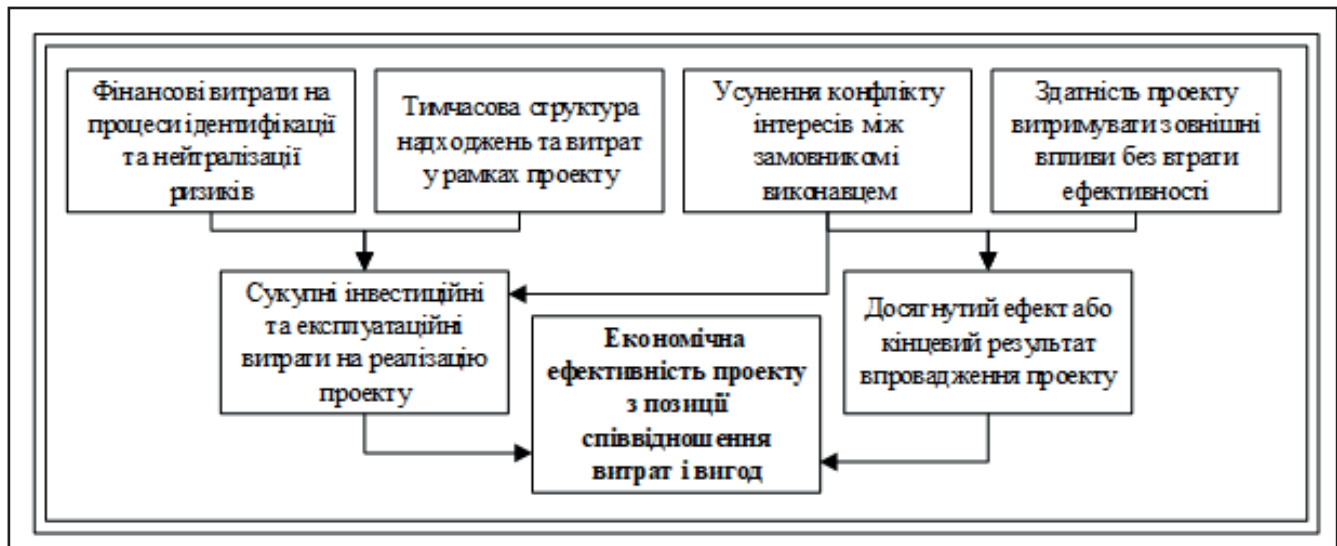 Фінансові витрати на
процеси ідентифікації
та нейтралізації
ризиків
Тимчасова структура
надходжень та витрат
у рамках проекту
Усунення конфлікту
інтересів між
замовником і
виконавцем
Здатність проекту
витримувати зовнішні
впливи без втрати
ефективності
Сукупні інвестиційні
та експлуатаційні
витрати на реалізацію
проекту
Економічна
ефективність проекту
з позиції
співвідношення
витрат і вигод
Досягнутий ефект або
кінцевий результат
впровадження проекту